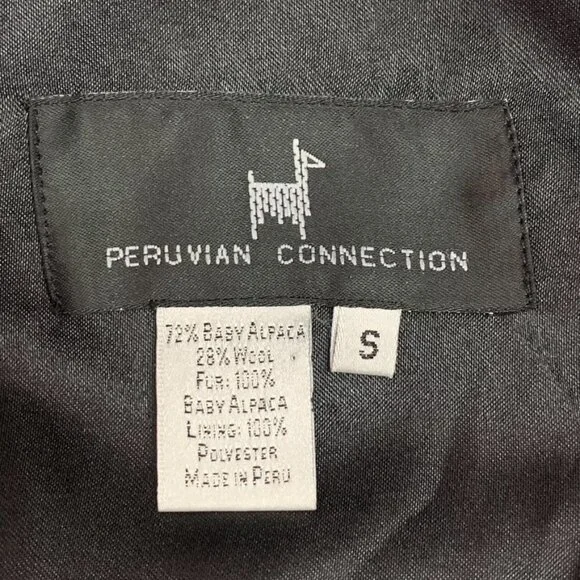 PERUVIAN CONNECTION
72% BABY ALPACA
28% WOOL
FUR: 100%
BABY ALPACA
LINING: 100%
POLYESTER
MADE IN PERU
S